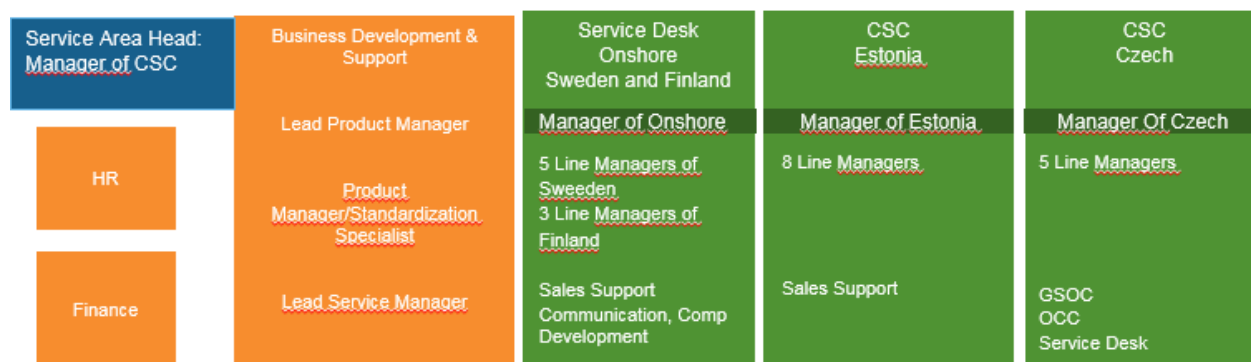 Service Area Head:
Manager of CSC
HR
Finance
Business Development &
Support
Lead Product Manager
Product
Manager/Standardization
Specialist
Lead Service Manager
Service Desk
Onshore
Sweden and Finland
Manager of Onshore
5 Line Managers of
Sweeden
3 Line Managers of
Finland
Sales Support
Communication, Comp
Development
CSC
Estonia
Manager of Estonia
8 Line Managers
Sales Support
CSC
Czech
Manager Of Czech
5 Line Managers
GSOC
OCC
Service Desk